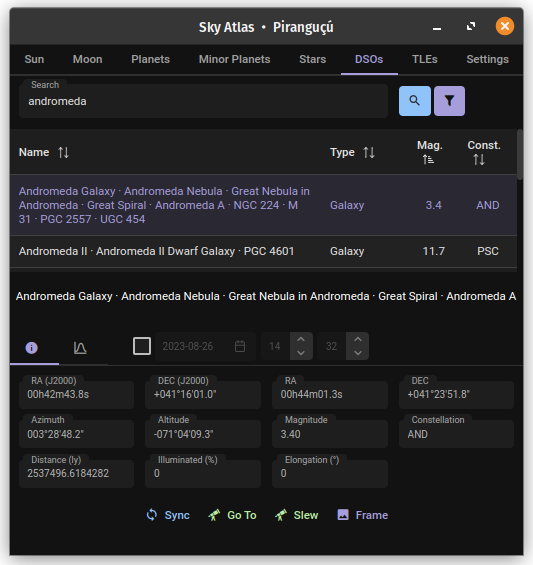 Sky Atlas • Piranguçú
Sun Moon Planets Minor Planets Stars DSOs TLEs Settings
Search
andromeda
Name Type Mag. Const.
Andromeda Galaxy · Andromeda Nebula · Great Nebula in
Andromeda · Great Spiral · Andromeda A · NGC 224 · M
31 · PGC 2557 · UGC 454
Galaxy 3.4 AND
Andromeda II · Andromeda II Dwarf Galaxy · PGC 4601 Galaxy 11.7 PSC
Andromeda Galaxy · Andromeda Nebula · Great Nebula in Andromeda · Great Spiral · Andromeda A
2023-08-26 14 32
RA (J2000) DEC (J2000) RA DEC
00h42m43.8s +041°16'01.0" 00h44m01.3s +041°23'51.8"
Azimuth Altitude Magnitude Constellation
003°28'48.2" -071°04'09.3" 3.40 AND
Distance (ly) Illuminated (%) Elongation (°)
2537496.6184282 0 0
Sync Go To Slew Frame